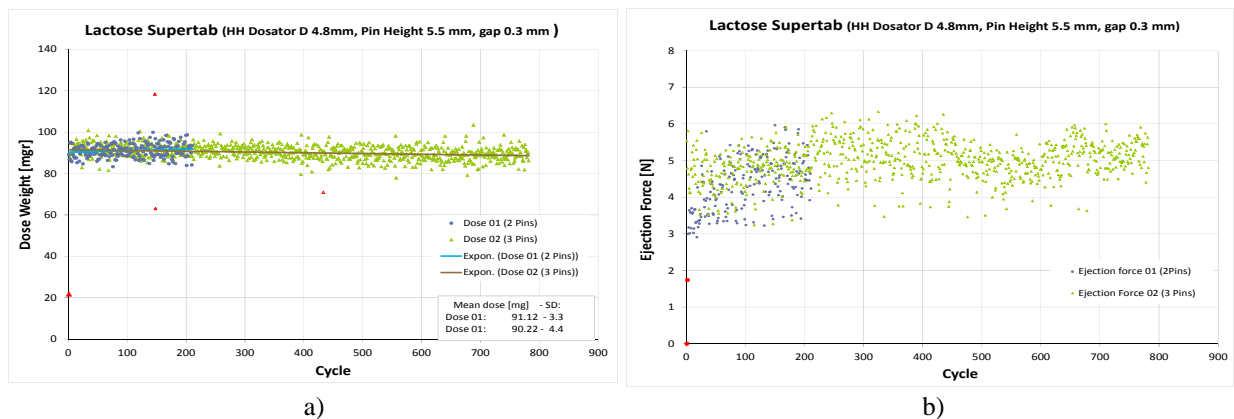 Lactose Supertab (HH Dosator D 4.8mm, Pin Height 5.5 mm, gap 0.3 mm )
140
120
100
80
60
40
20
0
Dose Weight [mgr]
Dose 01 (2 Pins)
Dose 02 (3 Pins)
Expon. (Dose 01 (2 Pins))
Expon. (Dose 02 (3 Pins))
Mean dose [mg] - SD:
Dose 01: 91.12 - 3.3
Dose 01: 90.22 - 4.4
0 100 200 300 400 500 600 700 800 900
Cycle
a)
Lactose Supertab (HH Dosator D 4.8mm, Pin Height 5.5 mm, gap 0.3 mm)
8
7
6
5
4
3
2
1
0
Ejection Force [N]
Ejection force 01 (2Pins)
Ejection Force 02 (3 Pins)
0 100 200 300 400 500 600 700 800 900
Cycle
b)